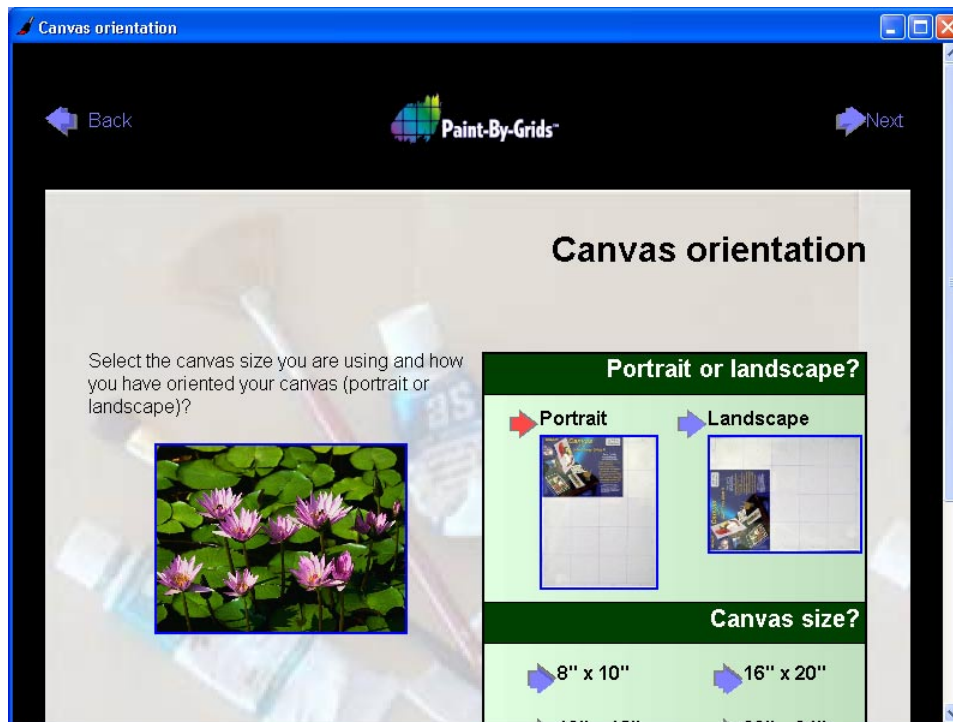 Canvas orientation
Back
Paint-By-Grids™
Next
Canvas orientation
Select the canvas size you are using and how
you have oriented your canvas (portrait or
landscape)?
Portrait or landscape?
Portrait
Landscape
Canvas size?
8" x 10"
16" x 20"